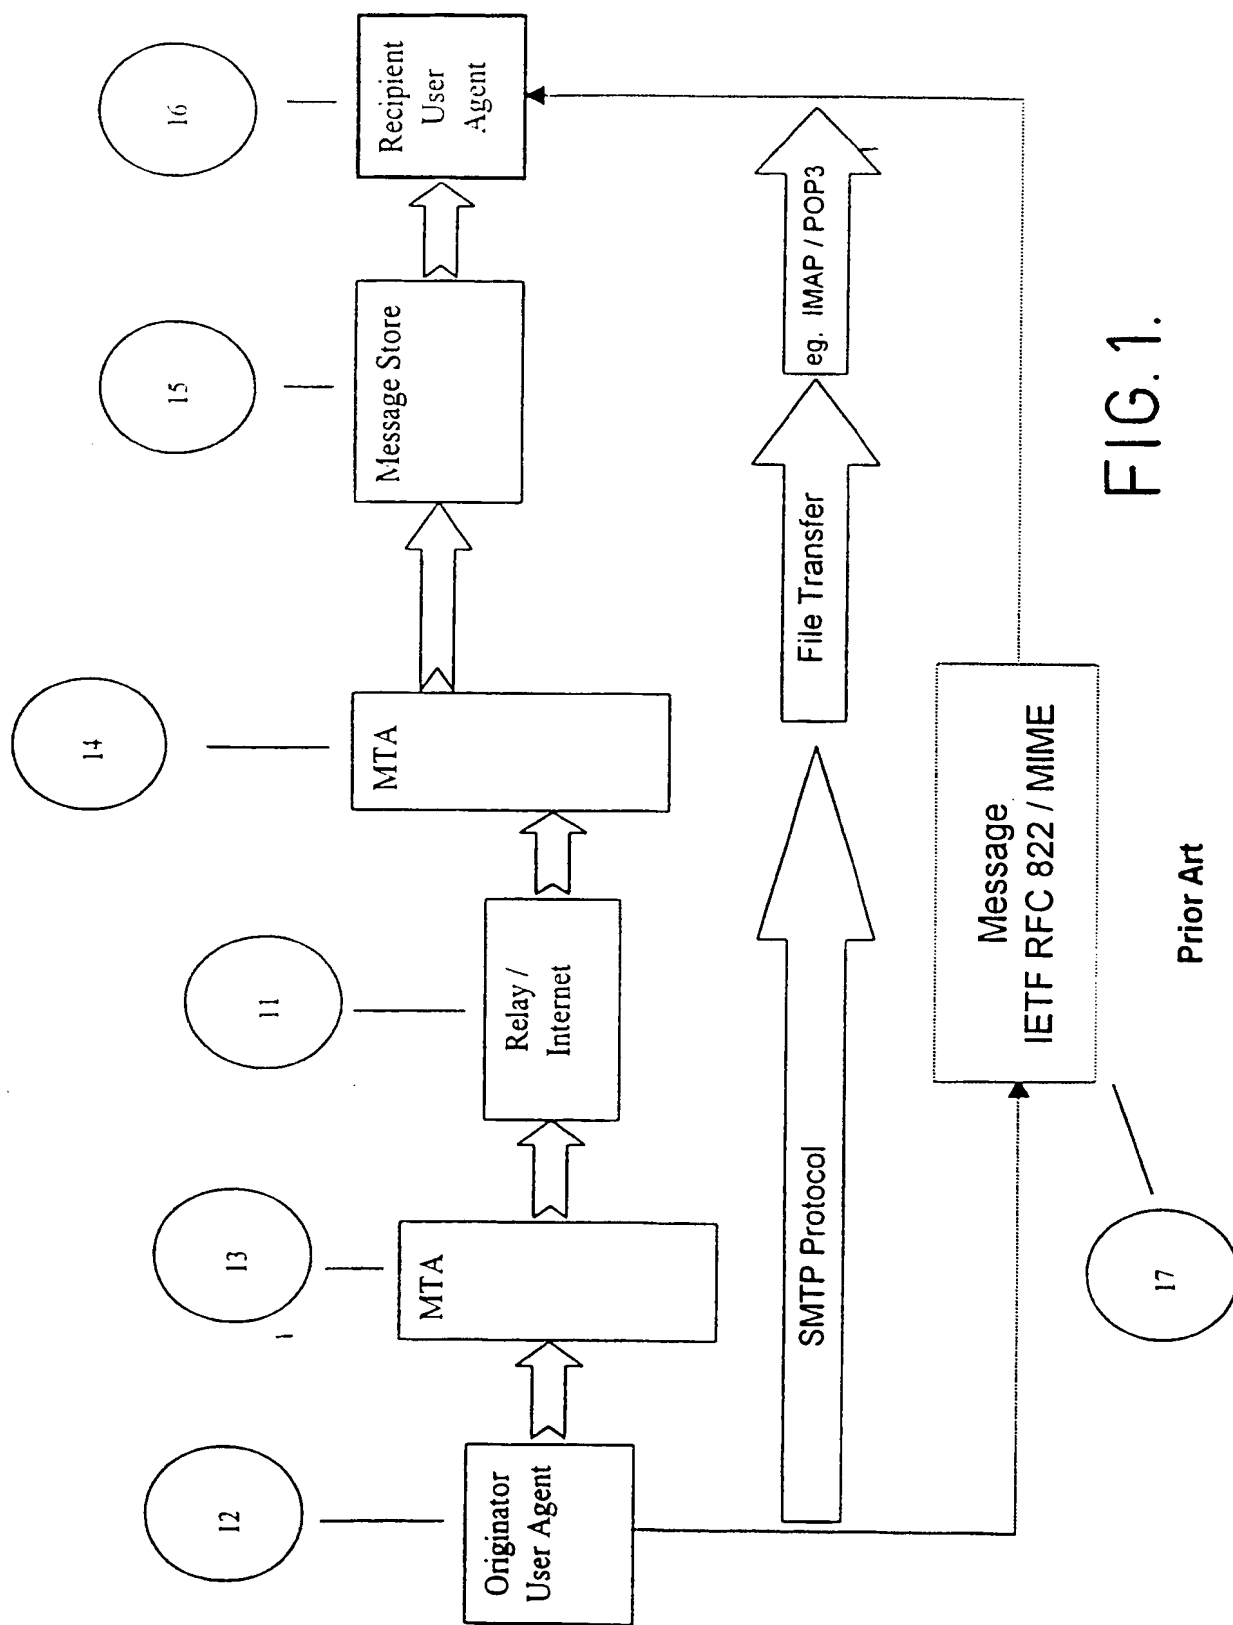 12
13
11
14
15
16
Originator
User Agent
MTA
Relay /
Internet
MTA
Message Store
Recipient
User
Agent
SMTP Protocol
File Transfer
eg. IMAP / POP3
Message
IETF RFC 822 / MIME
17
Prior Art
FIG. 1.